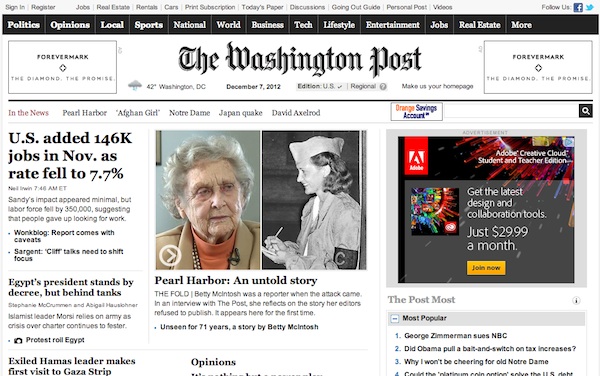 Sign In Register Jobs Real Estate Rentals Cars Print Subscription Today's Paper Discussions Going Out Guide Personal Post Videos Follow Us:
Politics Opinions Local Sports National World Business Tech Lifestyle Entertainment Jobs Real Estate More
FOREVERMARK
THE DIAMOND. THE PROMISE.
The Washington Post
FOREVERMARK
THE DIAMOND. THE PROMISE.
42° Washington, DC December 7, 2012 Edition: U.S. Regional ? Make us your homepage
In the News Pearl Harbor 'Afghan Girl' Notre Dame Japan quake David Axelrod
Orange Savings
Account
U.S. added 146K
jobs in Nov. as
rate fell to 7.7%
Neil Irwin 7:46 AM ET
Sandy's impact appeared minimal, but
labor force fell by 350,000, suggesting
that people gave up looking for work.
Wonkblog: Report comes with
caveats
Sargent: 'Cliff' talks need to shift
focus
Egypt's president stands by
decree, but behind tanks
Stephanie McCrummen and Abigail Hauslohner
Islamist leader Morsi relies on army as
crisis over charter continues to fester.
Protest roil Egypt
Exiled Hamas leader makes
first visit to Gaza Strip
Pearl Harbor: An untold story
THE FOLD | Betty McIntosh was a reporter when the attack came.
In an interview with The Post, she reflects on the story her editors
refused to publish. It appears here for the first time.
Unseen for 71 years, a story by Betty McIntosh
Opinions
ADVERTISEMENT
Adobe
Adobe® Creative Cloud™
Student and Teacher Edition
Get the latest
design and
collaboration tools.
Just $29.99
a month.
Join now
The Post Most
Most Popular
1. George Zimmerman sues NBC
2. Did Obama pull a bait-and-switch on tax increases?
3. Why I won't be cheering for old Notre Dame
4. Could the 'platinum coin option' solve the U.S. debt